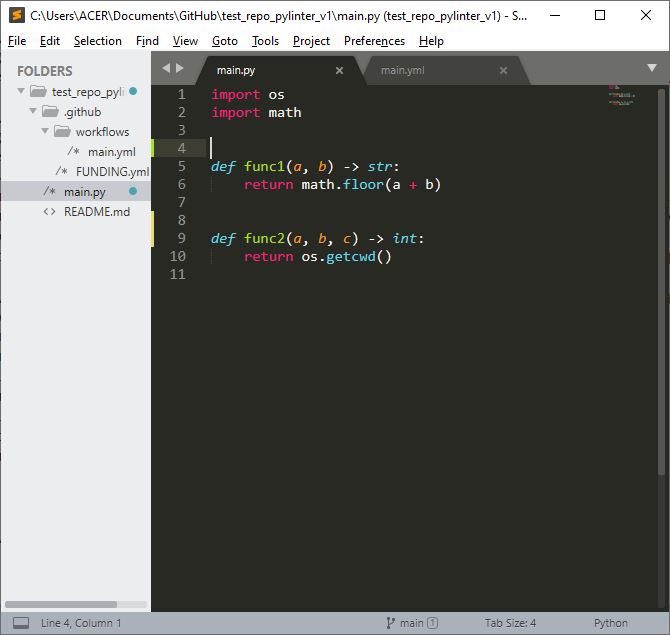 C:\Users\ACER\Documents\GitHub\test_repo_pylinter_v1\main.py (test_repo_pylinter_v1) - S...
File Edit Selection Find View Goto Tools Project Preferences Help
FOLDERS
test_repo_pyli
.github
workflows
/* main.yml
/* FUNDING.yml
/* main.py
<> README.md
main.py × main.yml ×
1 import os
2 import math
3
4
5 def func1(a, b) -> str:
6 return math.floor(a + b)
7
8
9 def func2(a, b, c) -> int:
10 return os.getcwd()
11
Line 4, Column 1 main 1 Tab Size: 4 Python